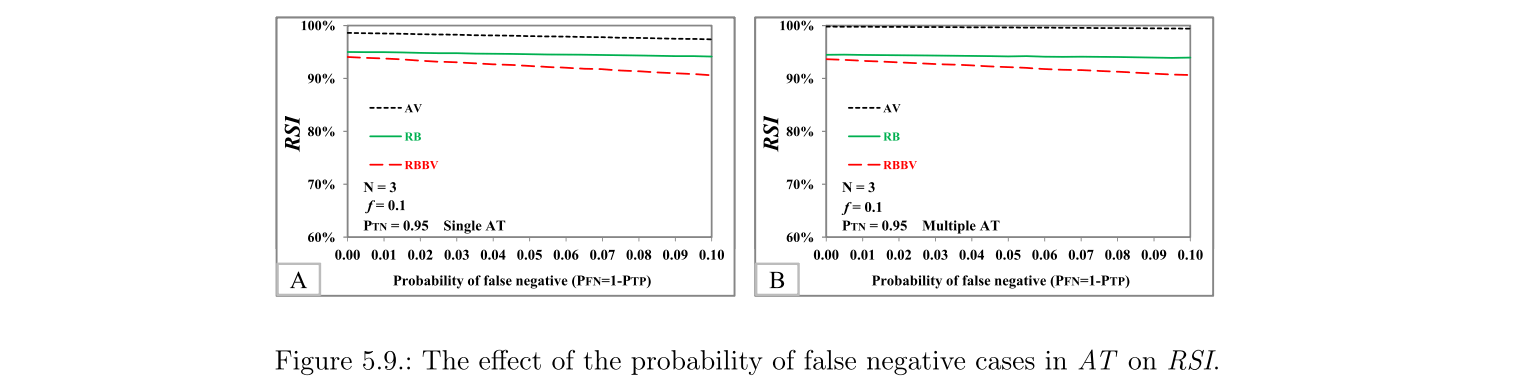 100%
90%
80%
70%
60%
RSI
AV
RB
RBBV
N = 3
f = 0.1
PTN = 0.95 Single AT
0.00 0.01 0.02 0.03 0.04 0.05 0.06 0.07 0.08 0.09 0.10
Probability of false negative (PFN=1-PTP)
A
100%
90%
80%
70%
60%
RSI
AV
RB
RBBV
N = 3
f = 0.1
PTN = 0.95 Multiple AT
0.00 0.01 0.02 0.03 0.04 0.05 0.06 0.07 0.08 0.09 0.10
Probability of false negative (PFN=1-PTP)
B
Figure 5.9.: The effect of the probability of false negative cases in AT on RSI.